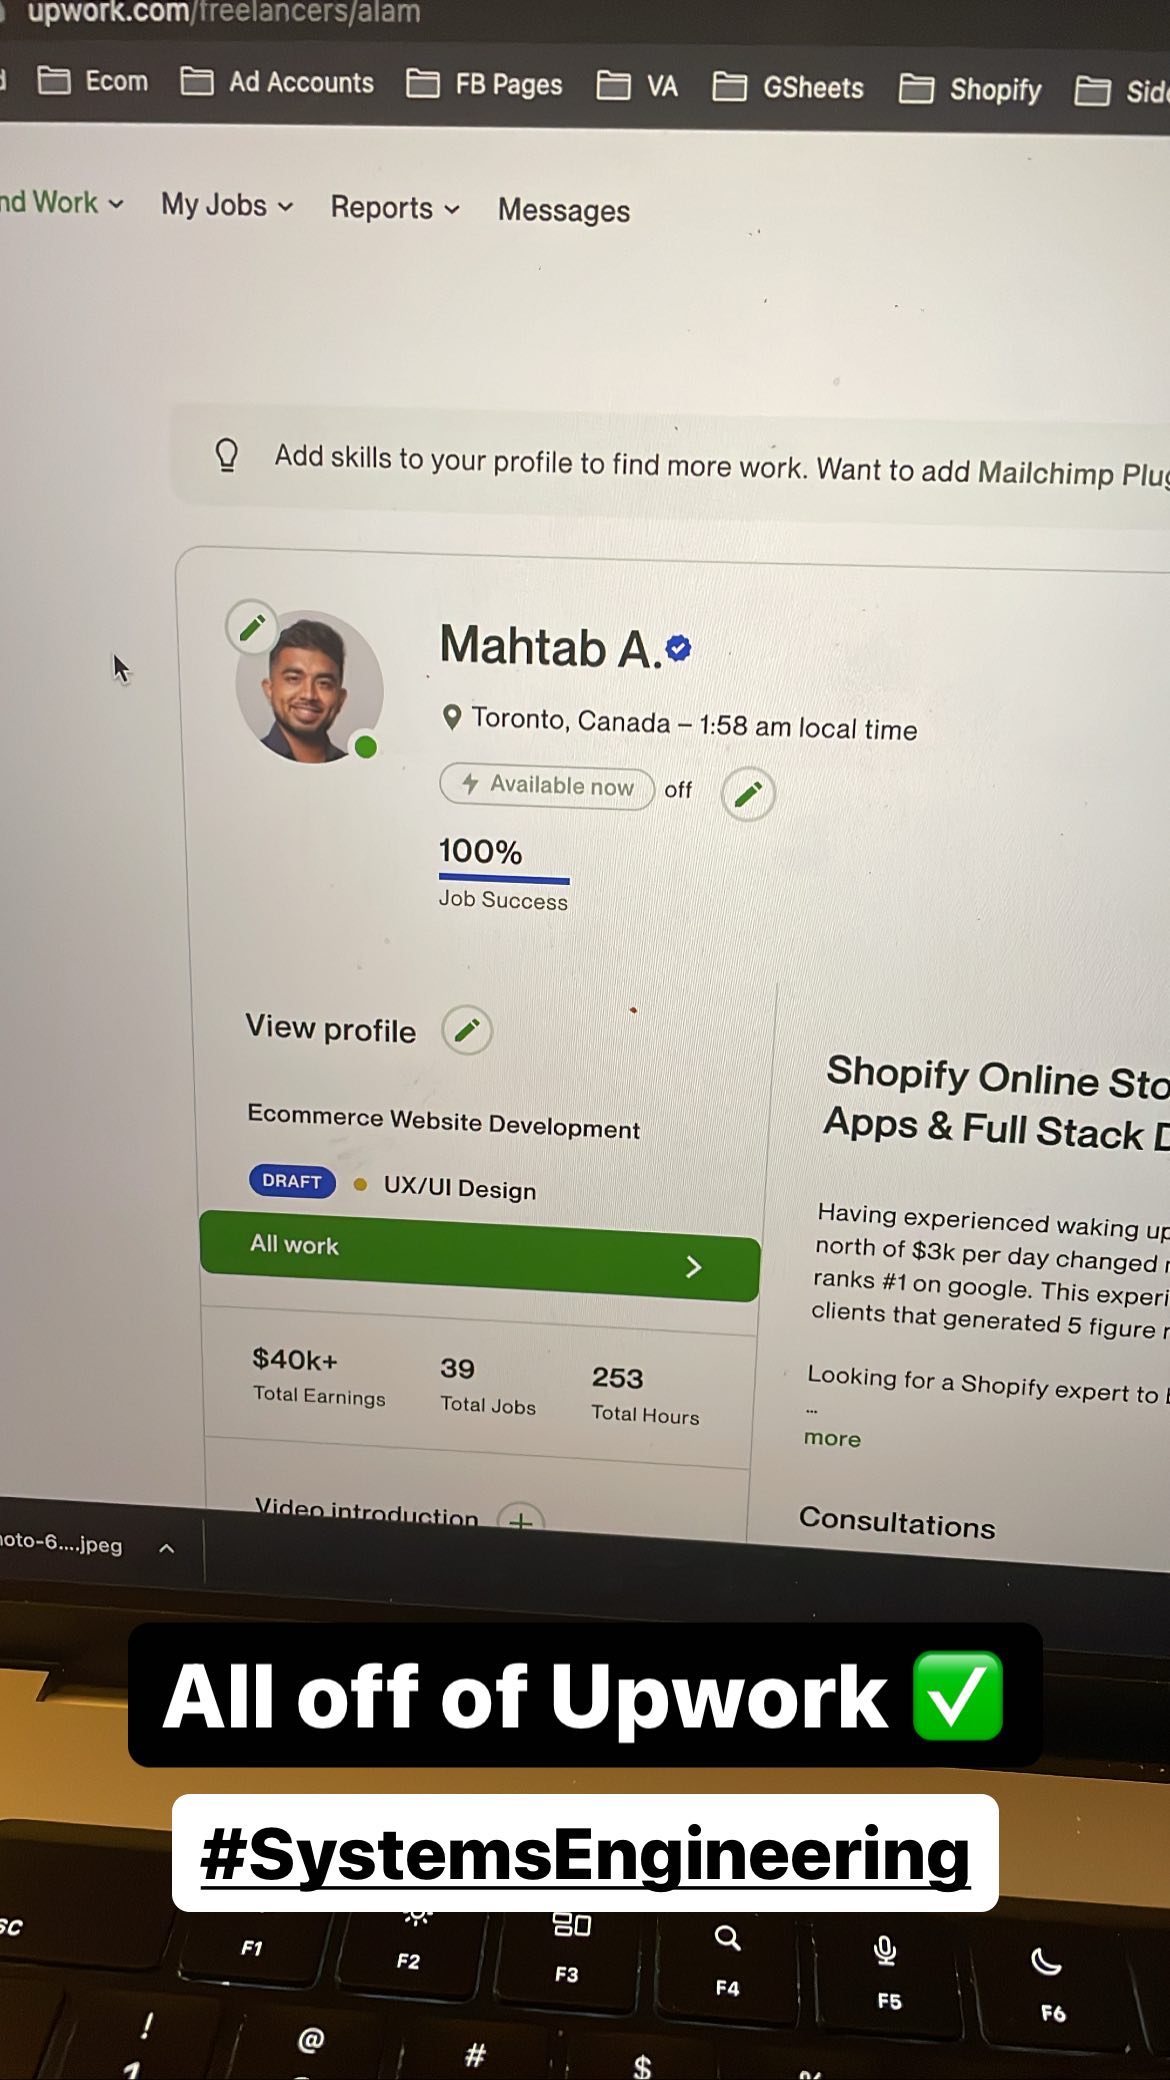 upwork.com/freelancers/alam
Ecom
Ad Accounts
FB Pages
VA
GSheets
Shopify
nd Work
My Jobs
Reports
Messages
Add skills to your profile to find more work. Want to add Mailchimp Plug
Mahtab A.
Toronto, Canada – 1:58 am local time
Available now off
100%
Job Success
View profile
Ecommerce Website Development
DRAFT UX/UI Design
All work
$40k+
Total Earnings
39
Total Jobs
253
Total Hours
Video introduction
Shopify Online Sto
Apps & Full Stack D
Having experienced waking up
north of $3k per day changed
ranks #1 on google. This experi
clients that generated 5 figure
Looking for a Shopify expert to
...
more
Consultations
oto-6....jpeg
All off of Upwork ✅
#SystemsEngineering
sc
F1
F2
F3
F4
F5
F6
!
1
@
#
$